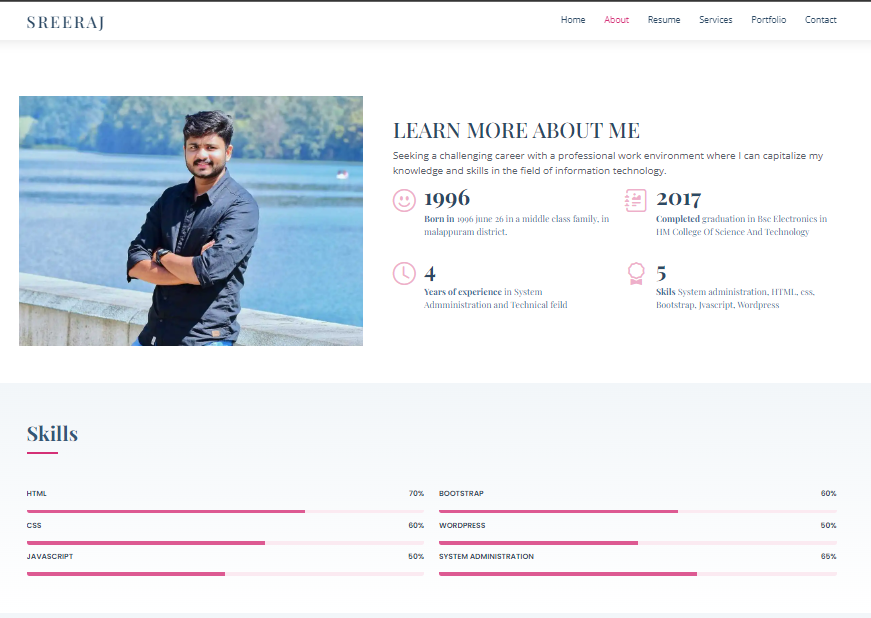 SREERAJ
Home About Resume Services Portfolio Contact
LEARN MORE ABOUT ME
Seeking a challenging career with a professional work environment where I can capitalize my
knowledge and skills in the field of information technology.
1996
Born in 1996 june 26 in a middle class family, in
malappuram district.
2017
Completed graduation in Bsc Electronics in
HM College Of Science And Technology
4
Years of experience in System
Admministration and Technical feild
5
Skils System administration, HTML, css,
Bootstrap, Jvascript, Wordpress
Skills
HTML 70%
CSS 60%
JAVASCRIPT 50%
BOOTSTRAP 60%
WORDPRESS 50%
SYSTEM ADMINISTRATION 65%